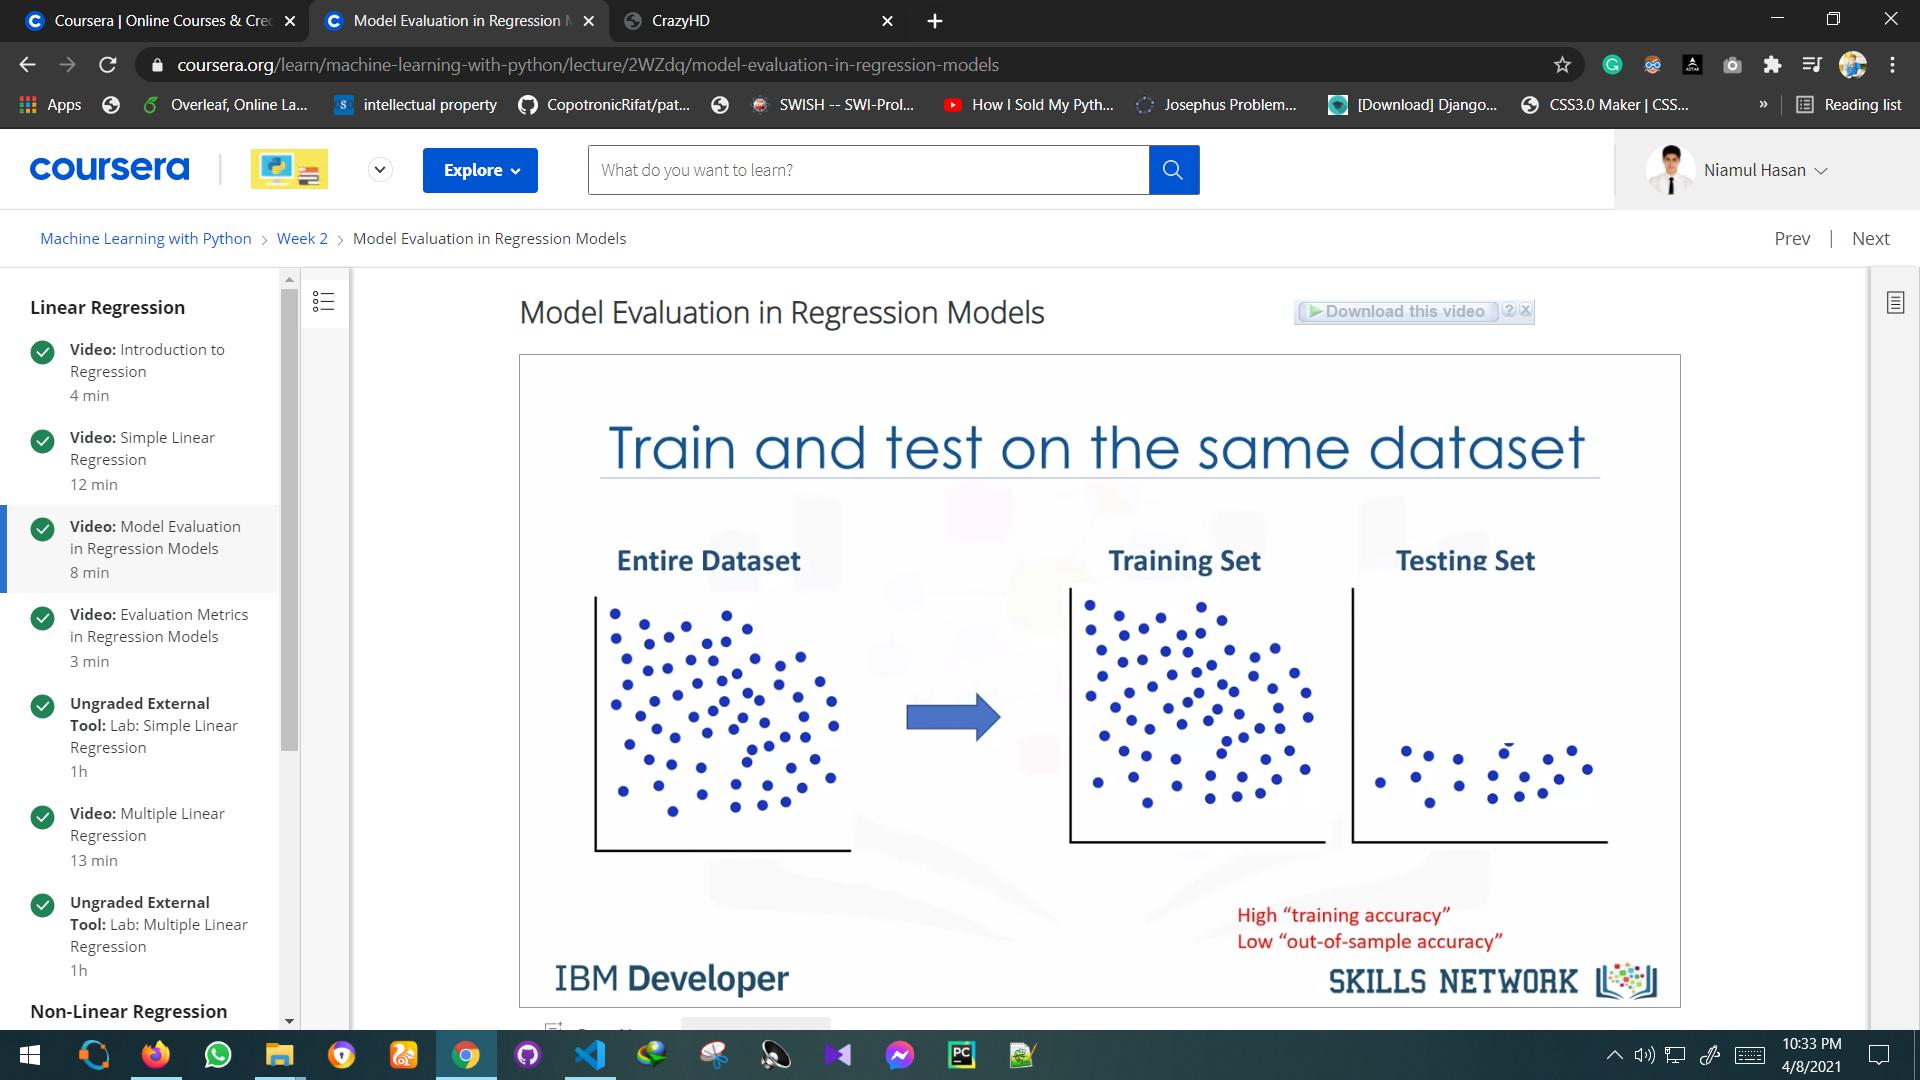 Coursera | Online Courses & Cre
Model Evaluation in Regression M
CrazyHD
coursera.org/learn/machine-learning-with-python/lecture/2WZdq/model-evaluation-in-regression-models
Apps
Overleaf, Online La...
intellectual property
CopotronicRifat/pat...
SWISH -- SWI-Prol...
How I Sold My Pyth...
Josephus Problem...
[Download] Django...
CSS3.0 Maker | CSS...
»
Reading list
coursera
Explore
What do you want to learn?
Niamul Hasan
Machine Learning with Python > Week 2 > Model Evaluation in Regression Models
Prev | Next
Linear Regression
Video: Introduction to
Regression
4 min
Video: Simple Linear
Regression
12 min
Video: Model Evaluation
in Regression Models
8 min
Video: Evaluation Metrics
in Regression Models
3 min
Ungraded External
Tool: Lab: Simple Linear
Regression
1h
Video: Multiple Linear
Regression
13 min
Ungraded External
Tool: Lab: Multiple Linear
Regression
1h
Non-Linear Regression
Model Evaluation in Regression Models
Download this video ? X
Train and test on the same dataset
Entire Dataset
Training Set
Testing Set
High “training accuracy”
Low “out-of-sample accuracy”
IBM Developer
SKILLS NETWORK
10:33 PM
4/8/2021